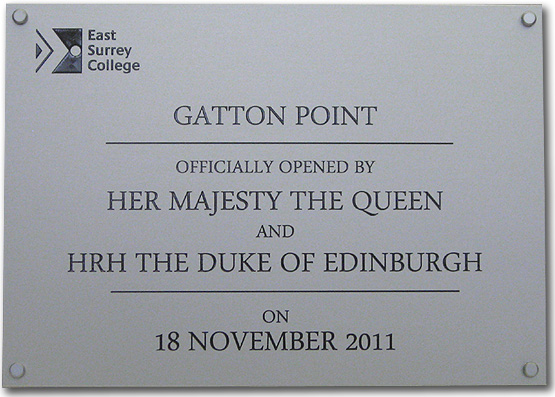 East
Surrey
College
GATTON POINT
OFFICIALLY OPENED BY
HER MAJESTY THE QUEEN
AND
HRH THE DUKE OF EDINBURGH
ON
18 NOVEMBER 2011